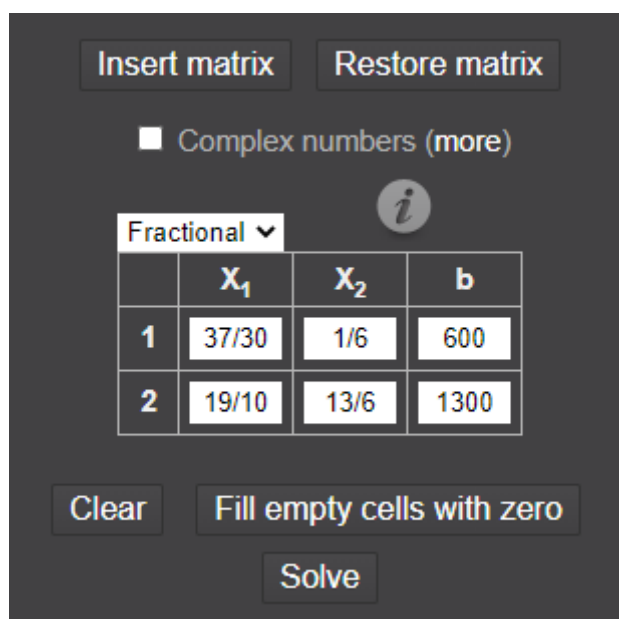 Insert matrix Restore matrix
Complex numbers (more)
i
Fractional
X₁ X₂ b
1 37/30 1/6 600
2 19/10 13/6 1300
Clear Fill empty cells with zero
Solve